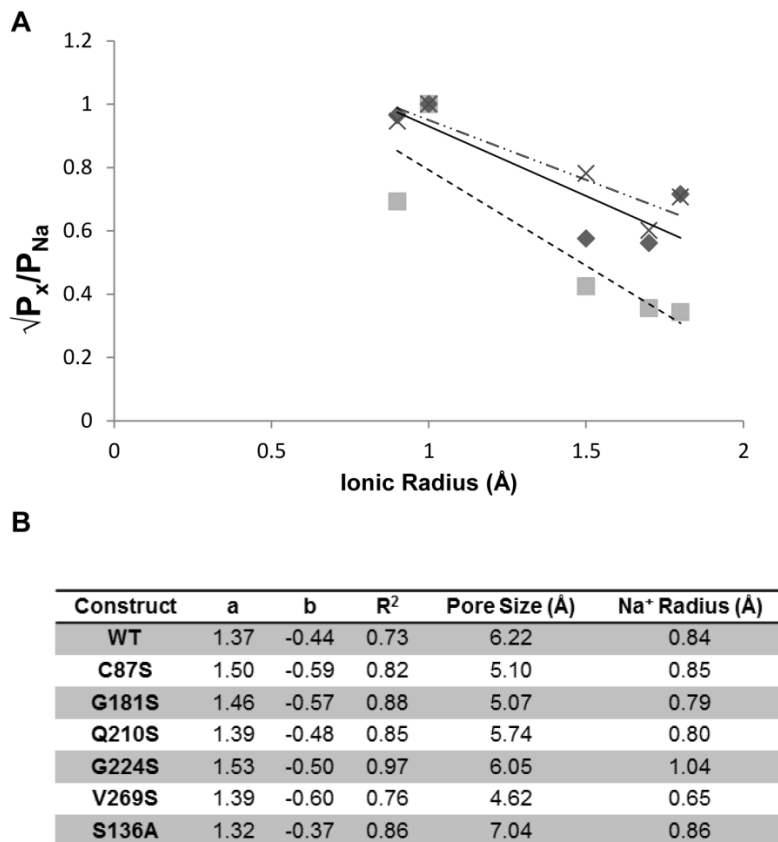 A
1.2
1
0.8
0.6
0.4
0.2
0
√Pₓ/P_Na
0 0.5 1 1.5 2
Ionic Radius (Å)
B
Construct a b R² Pore Size (Å) Na⁺ Radius (Å)
WT 1.37 -0.44 0.73 6.22 0.84
C87S 1.50 -0.59 0.82 5.10 0.85
G181S 1.46 -0.57 0.88 5.07 0.79
Q210S 1.39 -0.48 0.85 5.74 0.80
G224S 1.53 -0.50 0.97 6.05 1.04
V269S 1.39 -0.60 0.76 4.62 0.65
S136A 1.32 -0.37 0.86 7.04 0.86